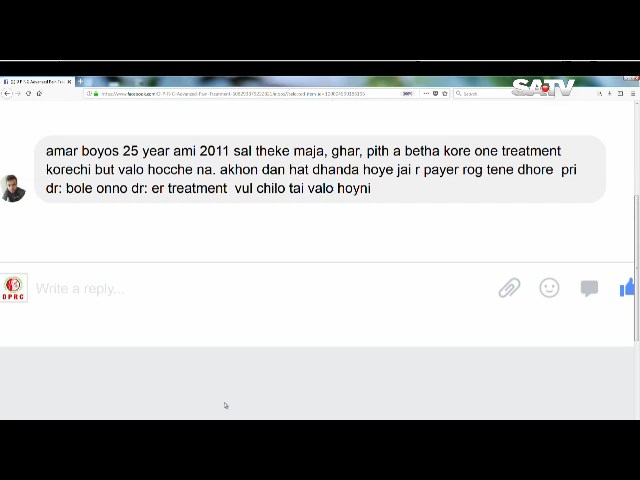 SATV
amar boyos 25 year ami 2011 sal theke maja, ghar, pith a betha kore one treatment
korechi but valo hocche na. akhon dan hat dhanda hoye jai r payer rog tene dhore pri
dr: bole onno dr: er treatment vul chilo tai valo hoyni
DPRC
Write a reply...